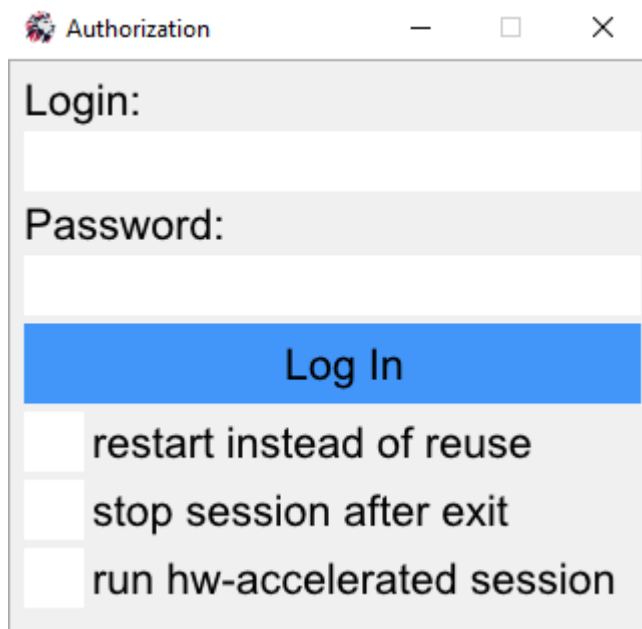 Authorization
Login:
Password:
Log In
restart instead of reuse
stop session after exit
run hw-accelerated session